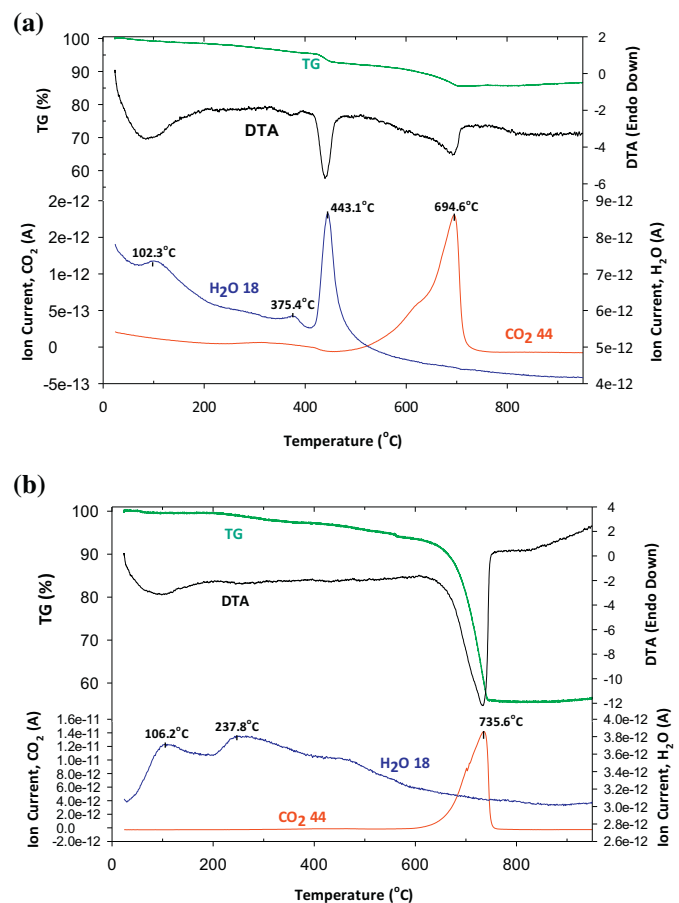 (a)
100
90
80
70
60
TG (%)
TG
DTA
2
0
-2
-4
-6
DTA (Endo Down)
2e-12
2e-12
1e-12
5e-13
0
-5e-13
Ion Current, CO2 (A)
102.3°C
375.4°C
443.1°C
694.6°C
H2O 18
CO2 44
9e-12
8e-12
7e-12
6e-12
5e-12
4e-12
Ion Current, H2O (A)
0 200 400 600 800
Temperature (°C)
(b)
100
90
80
70
60
TG (%)
TG
DTA
4
2
0
-2
-4
-6
-8
-10
-12
DTA (Endo Down)
1.6e-11
1.4e-11
1.2e-11
1.0e-11
8.0e-12
6.0e-12
4.0e-12
2.0e-12
0.0
-2.0e-12
Ion Current, CO2 (A)
106.2°C
237.8°C
735.6°C
H2O 18
CO2 44
4.0e-12
3.8e-12
3.6e-12
3.4e-12
3.2e-12
3.0e-12
2.8e-12
2.6e-12
Ion Current, H2O (A)
0 200 400 600 800
Temperature (°C)